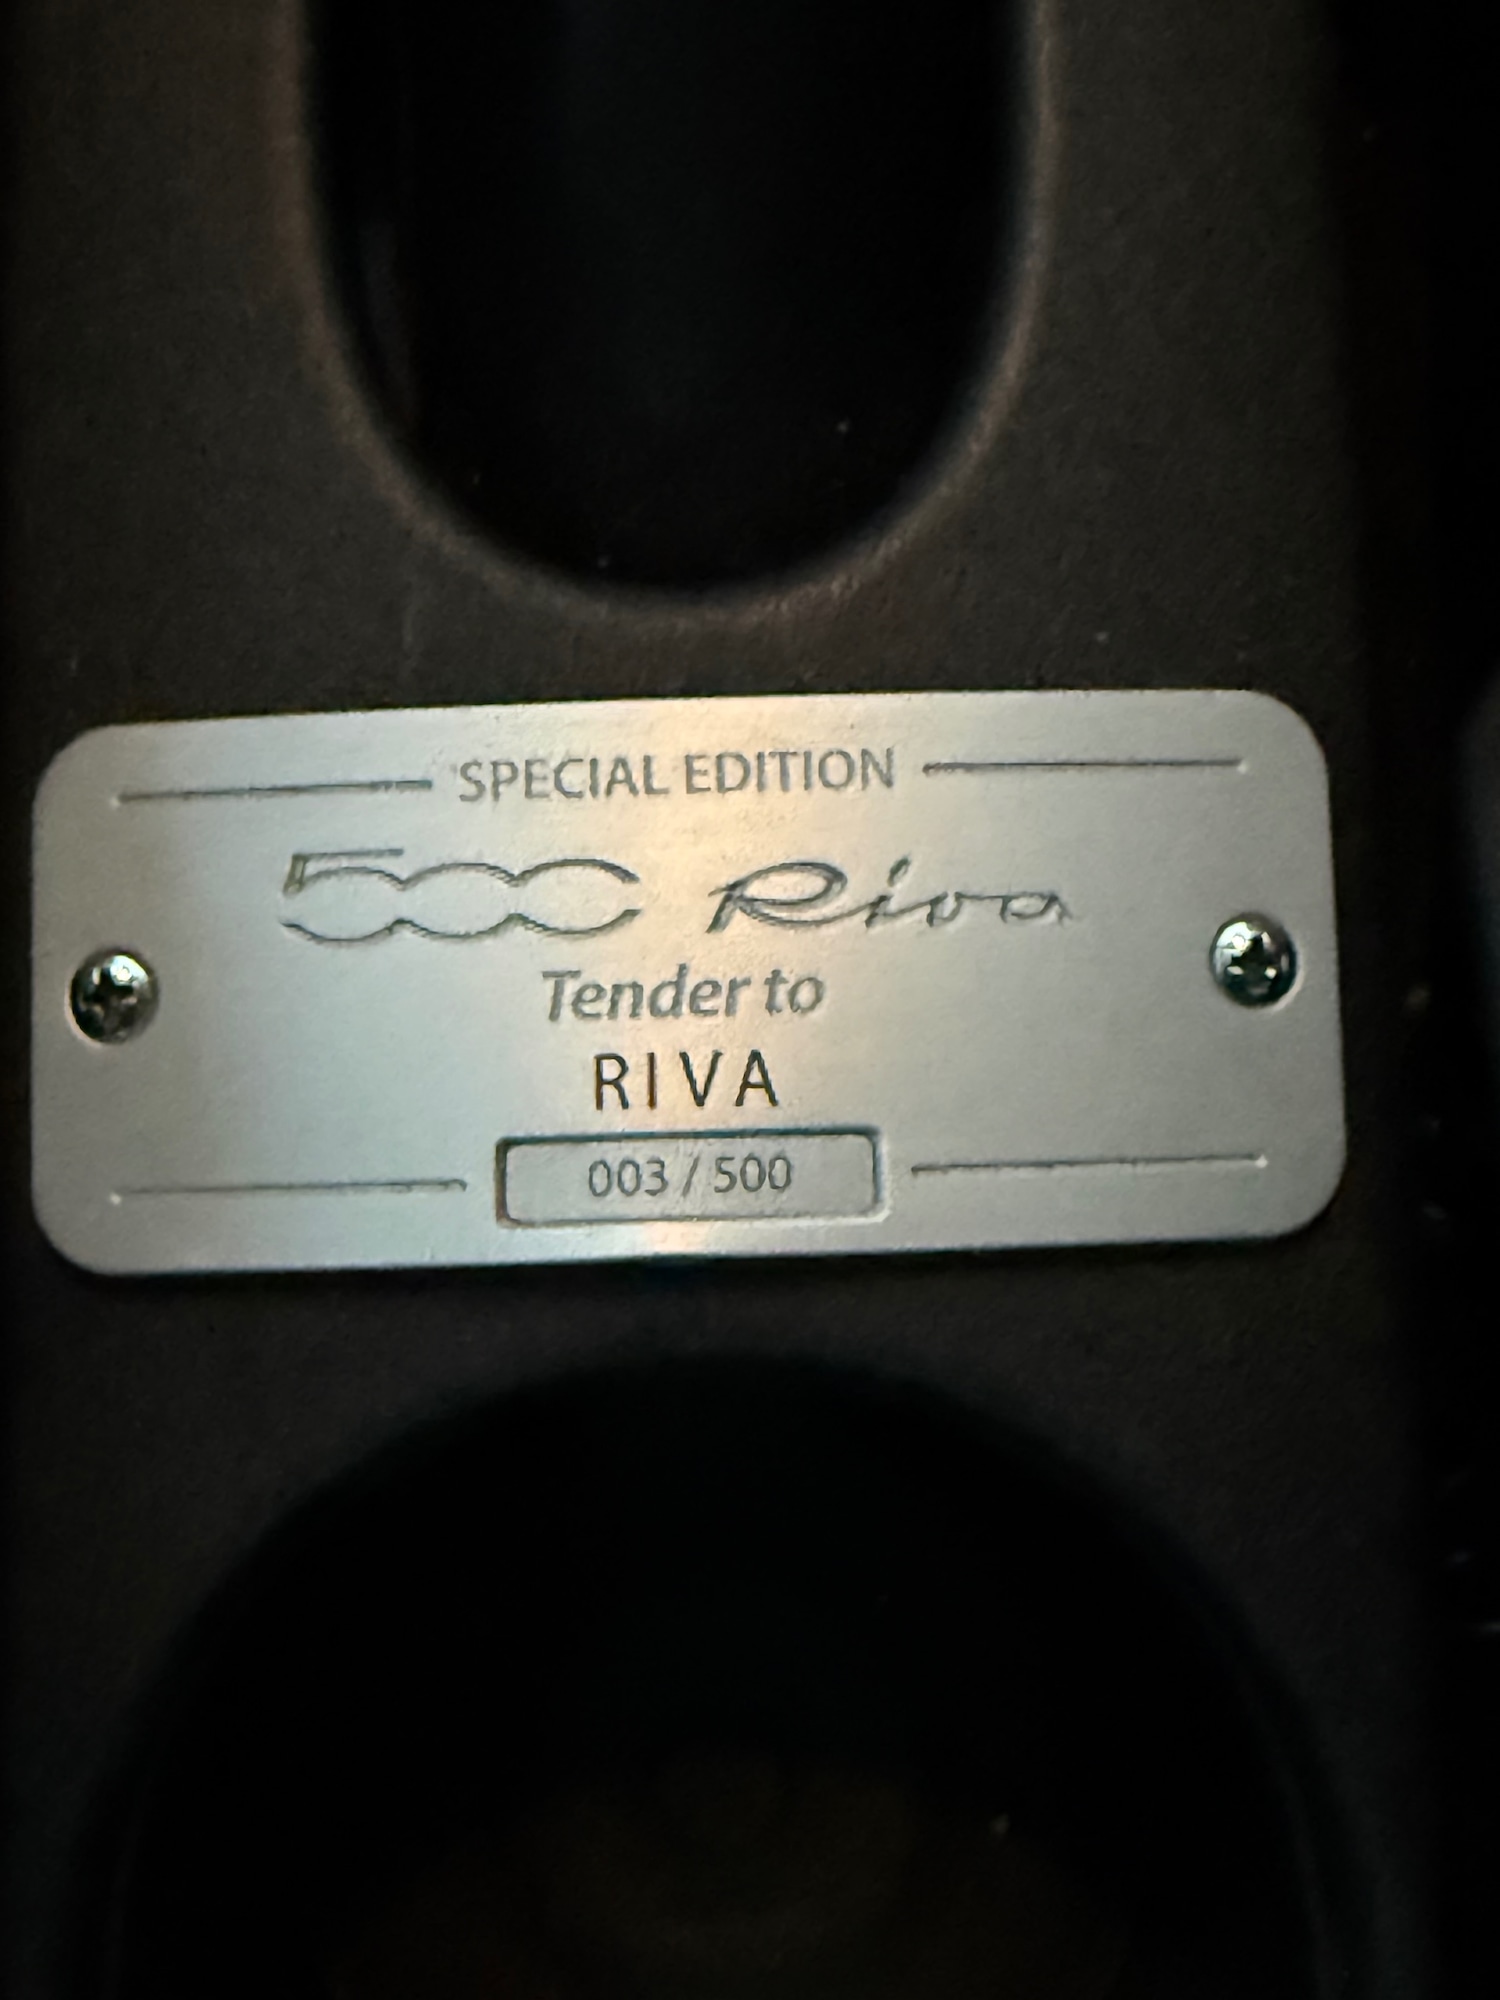 SPECIAL EDITION
500 Riva
Tender to
RIVA
003 / 500